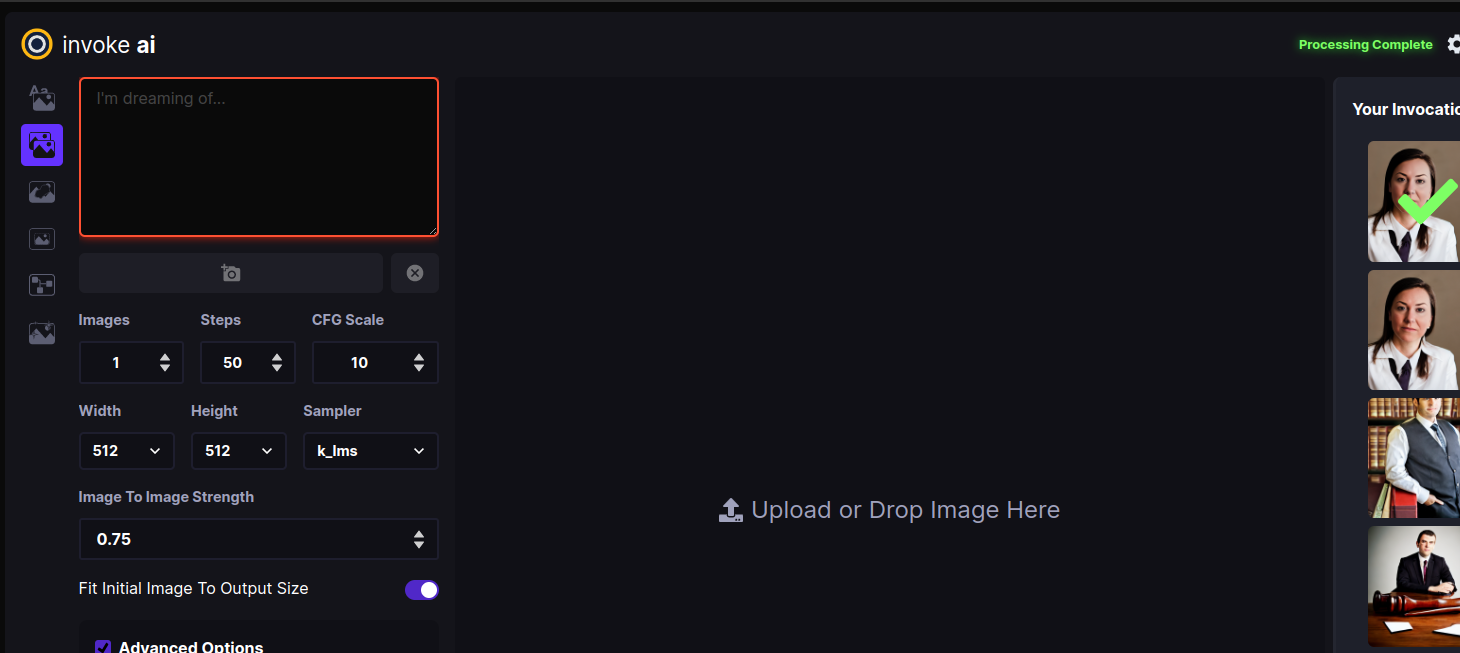 invoke ai
Processing Complete
I'm dreaming of...
Images Steps CFG Scale
1 50 10
Width Height Sampler
512 512 k_lms
Image To Image Strength
0.75
Fit Initial Image To Output Size
Advanced Options
Upload or Drop Image Here
Your Invocatio
Aa